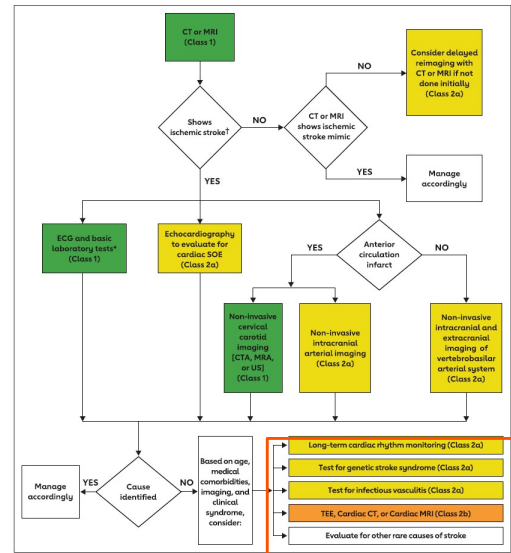 CT or MRI
(Class 1)
Consider delayed
reimaging with
CT or MRI if not
done initially
(Class 2a)
NO
Shows
ischemic stroke†
NO
CT or MRI
shows ischemic
stroke mimic
YES
Manage
accordingly
YES
ECG and basic
laboratory tests*
(Class 1)
Echocardiography
to evaluate for
cardiac SOE
(Class 2a)
YES
Anterior
circulation
infarct
NO
Non-invasive
cervical
carotid
imaging
[CTA, MRA,
or US]
(Class 1)
Non-invasive
intracranial
arterial imaging
(Class 2a)
Non-invasive
intracranial and
extracranial
imaging of
vertebrobasilar
arterial system
(Class 2a)
Manage
accordingly
YES
Cause
identified
NO
Based on age,
medical
comorbidities,
imaging, and
clinical
syndrome,
consider:
Long-term cardiac rhythm monitoring (Class 2a)
Test for genetic stroke syndrome (Class 2a)
Test for infectious vasculitis (Class 2a)
TEE, Cardiac CT, or Cardiac MRI (Class 2b)
Evaluate for other rare causes of stroke